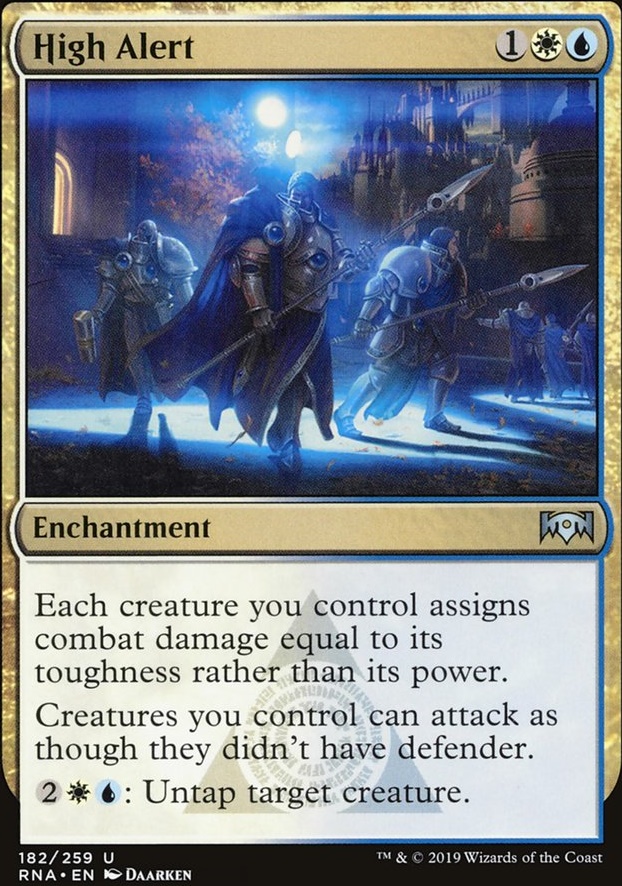 High Alert 1
Enchantment
Each creature you control assigns
combat damage equal to its
toughness rather than its power.
Creatures you control can attack as
though they didn't have defender.
2 : Untap target creature.
182/259 U
RNA • EN Daarken
™ & © 2019 Wizards of the Coast